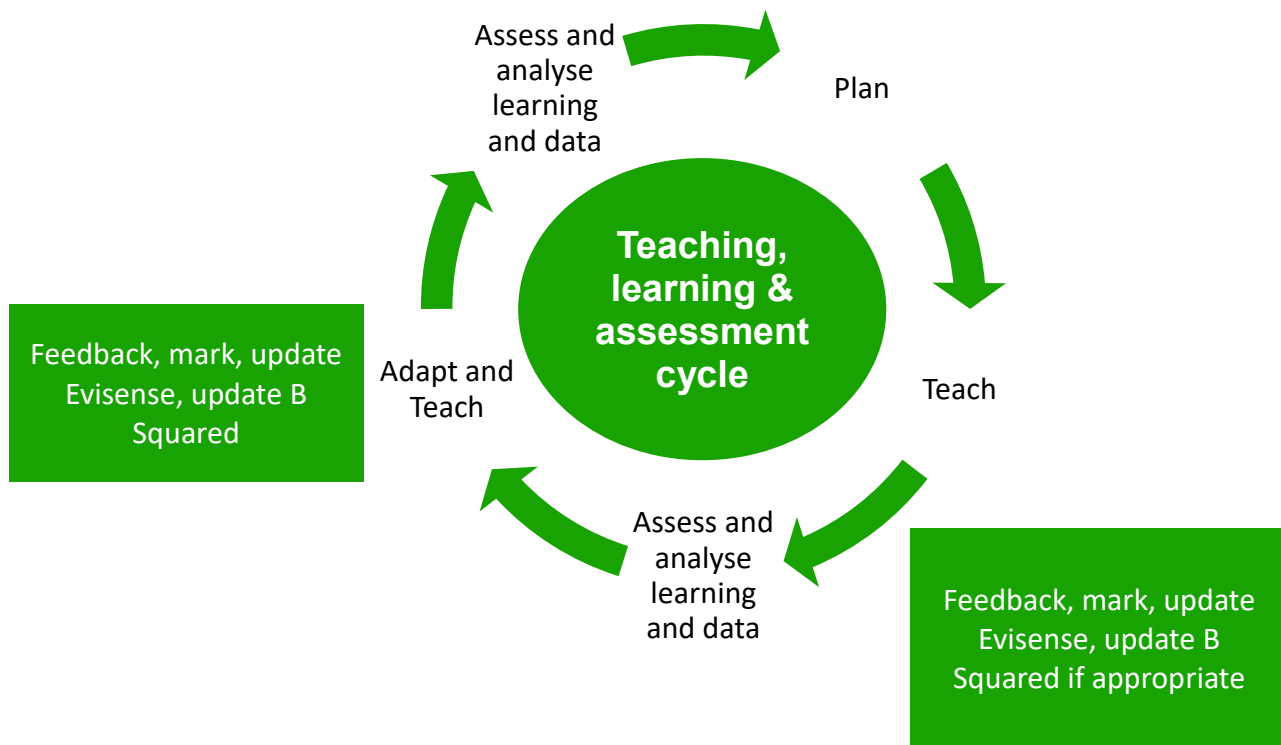 Assess and
analyse
learning
and data
Plan
Teaching,
learning &
assessment
cycle
Feedback, mark, update
Evisense, update B
Squared
Adapt and
Teach
Teach
Assess and
analyse
learning
and data
Feedback, mark, update
Evisense, update B
Squared if appropriate